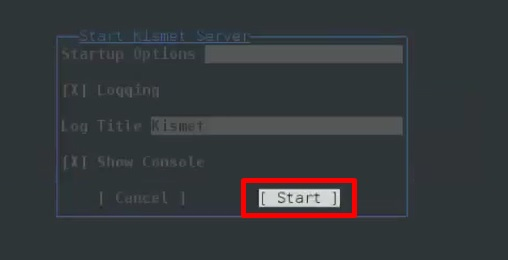 Start Kismet Server
Startup Options
[X] Logging
Log Title Kismet
[X] Show Console
[ Cancel ] [ Start ]